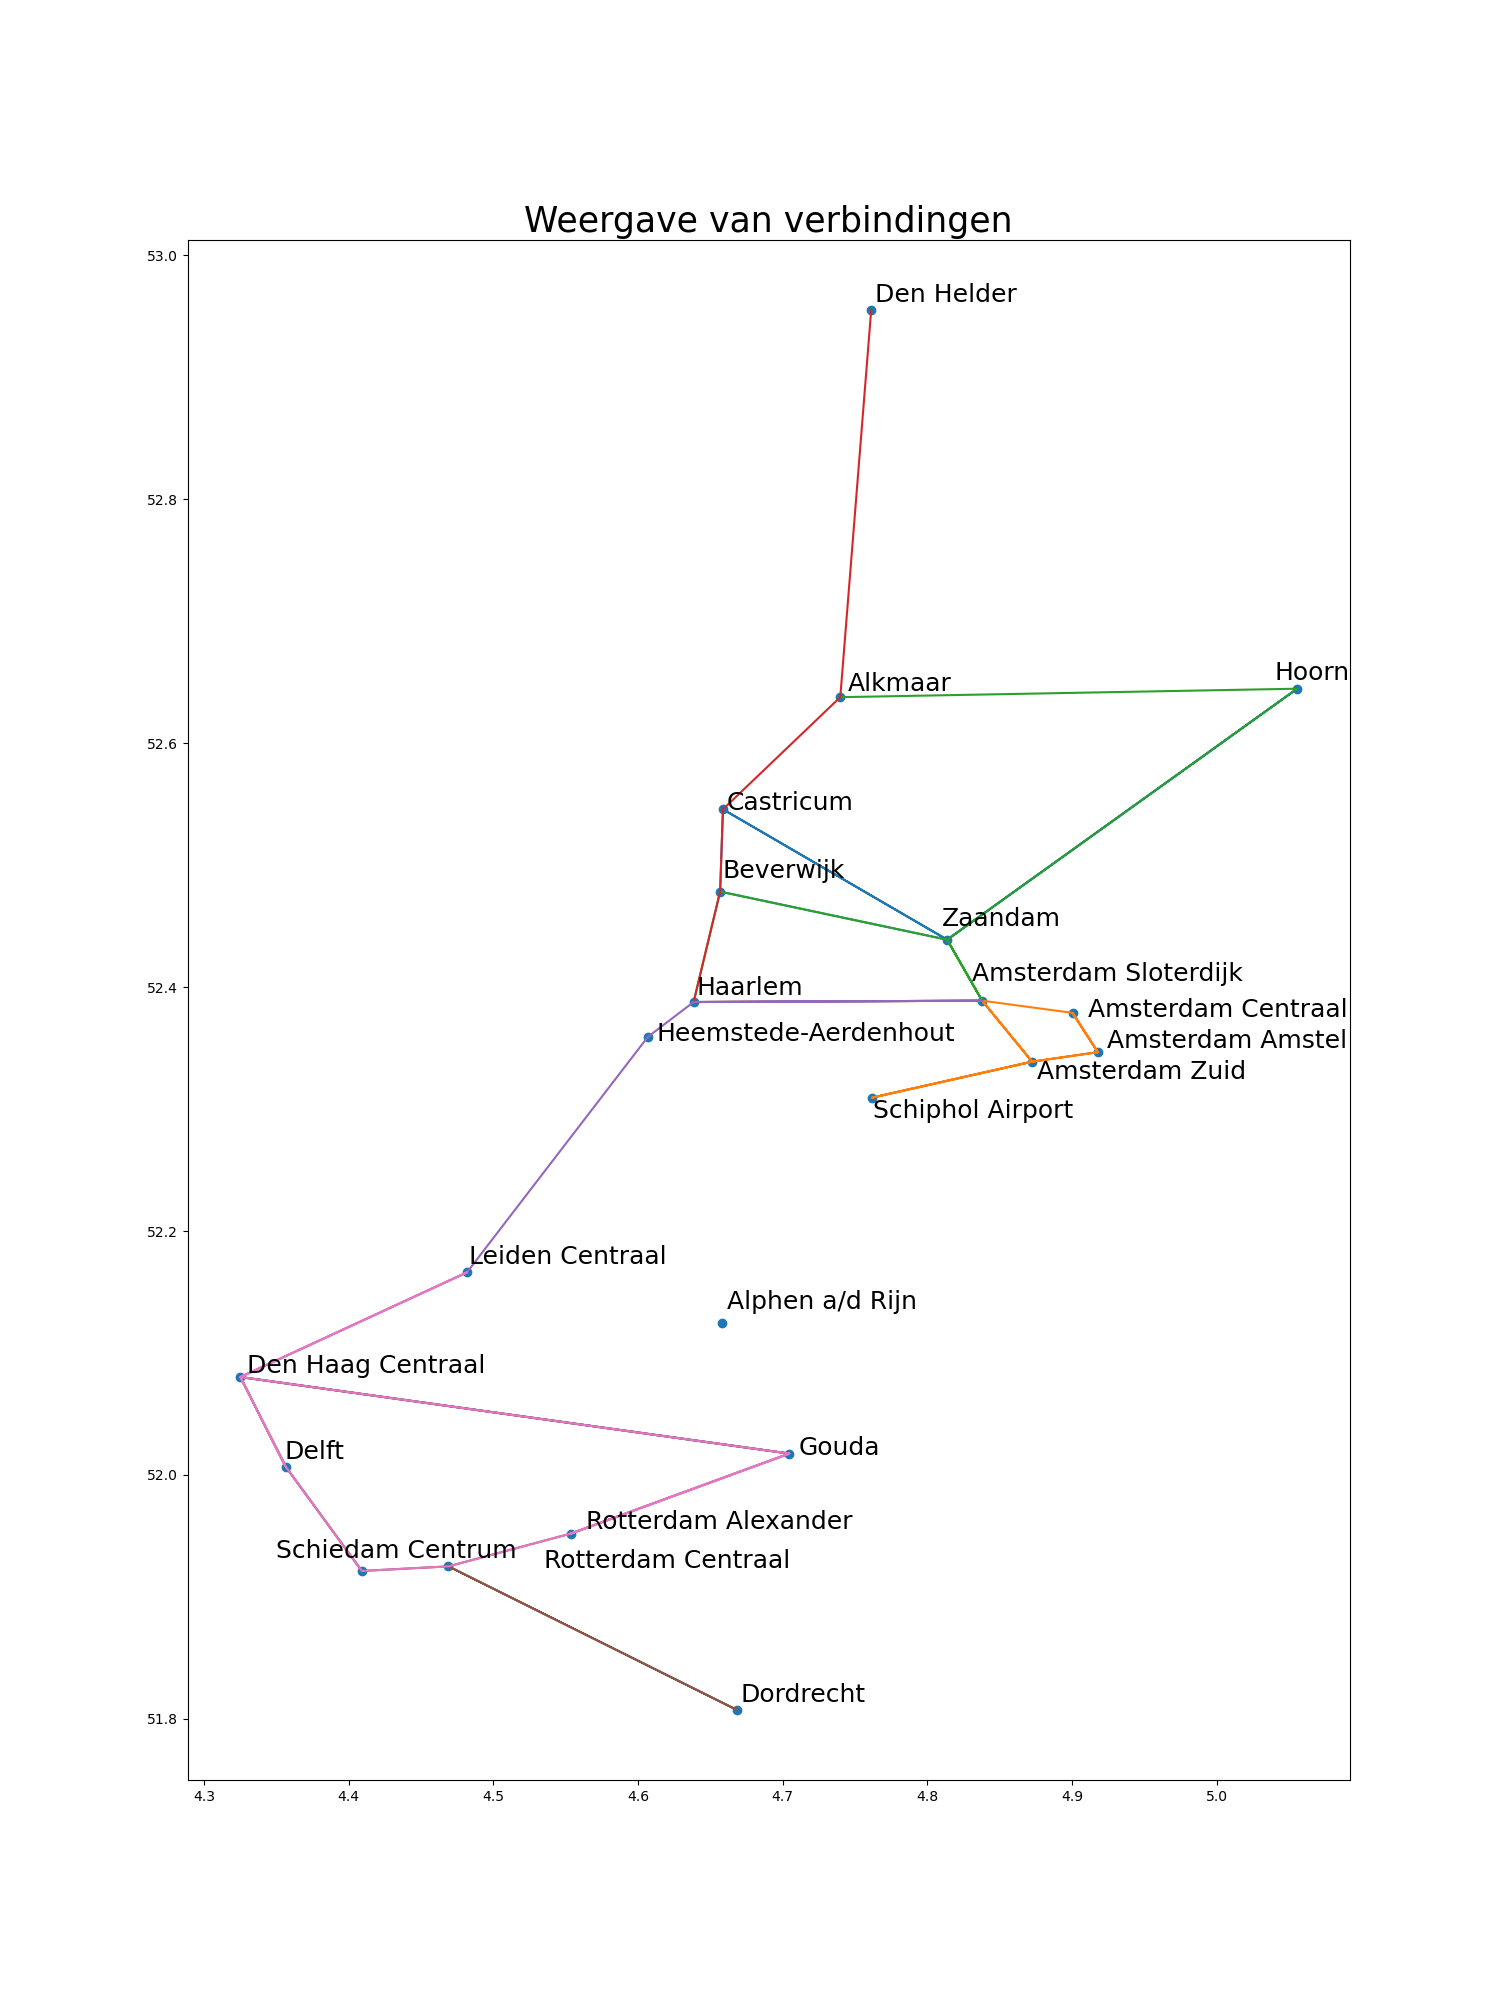 Weergave van verbindingen
53.0
Den Helder
52.8
Alkmaar
Hoorn
52.6
Castricum
Beverwijk
Zaandam
52.4
Haarlem
Amsterdam Sloterdijk
Amsterdam Centraal
Heemstede-Aerdenhout
Amsterdam Amstel
Amsterdam Zuid
Schiphol Airport
52.2
Leiden Centraal
Alphen a/d Rijn
Den Haag Centraal
Delft
Gouda
52.0
Rotterdam Alexander
Schiedam Centrum
Rotterdam Centraal
Dordrecht
51.8
4.3 4.4 4.5 4.6 4.7 4.8 4.9 5.0